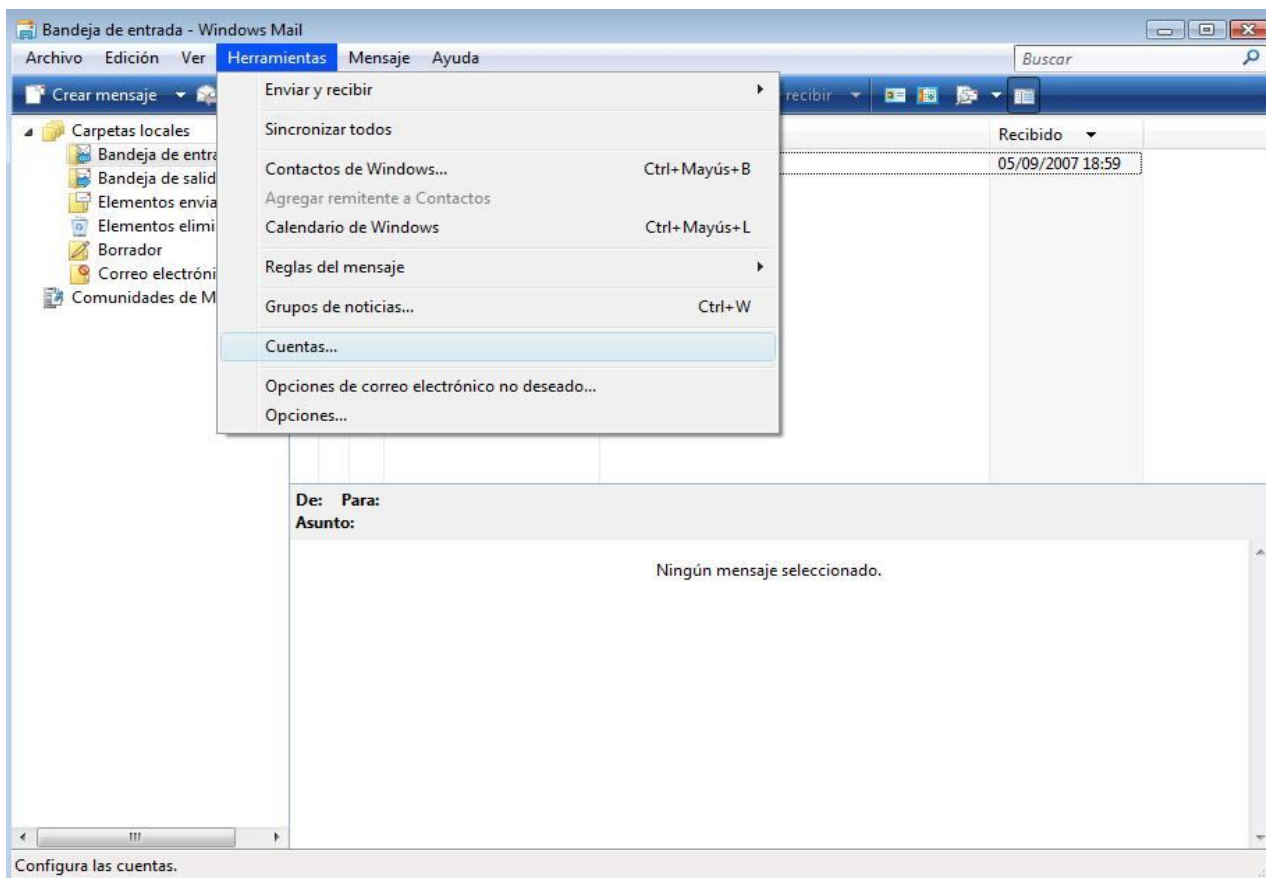 Bandeja de entrada - Windows Mail
Archivo Edición Ver Herramientas Mensaje Ayuda Buscar
Crear mensaje recibir
Enviar y recibir
Sincronizar todos
Contactos de Windows... Ctrl+Mayús+B
Agregar remitente a Contactos
Calendario de Windows Ctrl+Mayús+L
Reglas del mensaje
Grupos de noticias... Ctrl+W
Cuentas...
Opciones de correo electrónico no deseado...
Opciones...
Carpetas locales
Bandeja de entra
Bandeja de salid
Elementos envia
Elementos elimi
Borrador
Correo electróni
Comunidades de M
Recibido
05/09/2007 18:59
De: Para:
Asunto:
Ningún mensaje seleccionado.
Configura las cuentas.